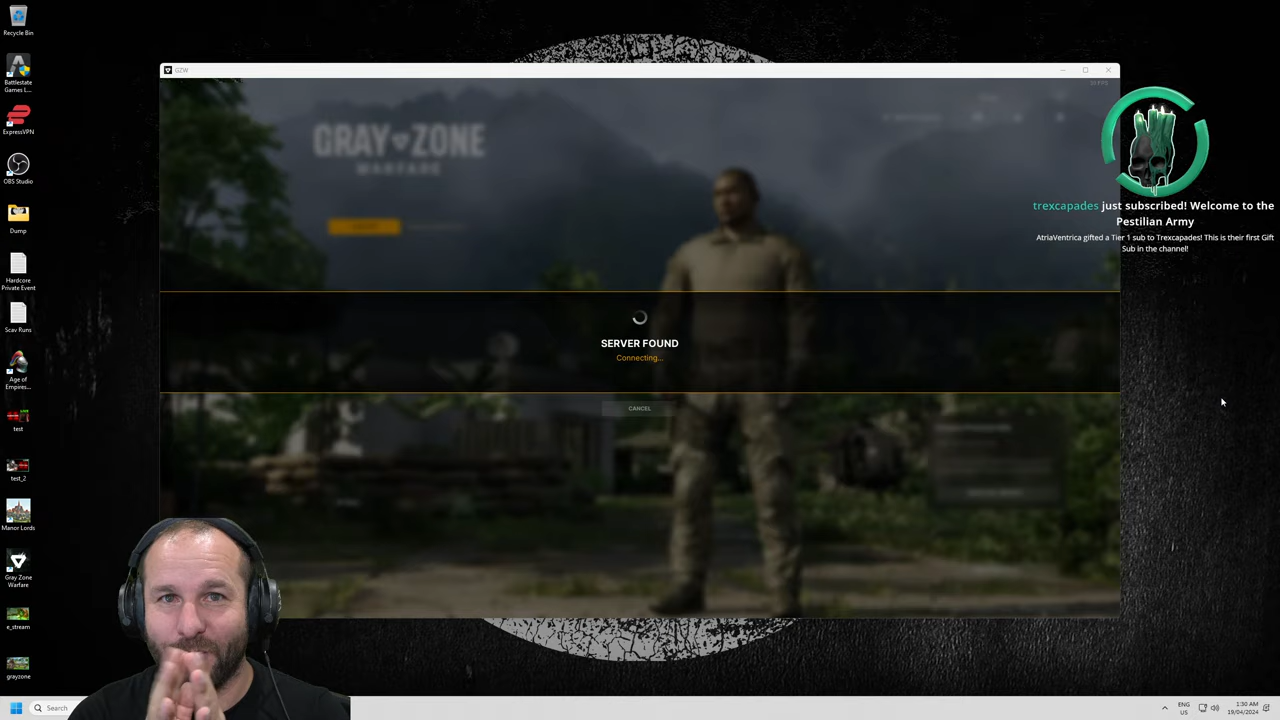 Recycle Bin
Battlestate
Games L...
ExpressVPN
OBS Studio
Dump
Hardcore
Private Event
Scav Runs
Age of
Empires...
test
test_2
Manor Lords
Gray Zone
Warfare
e_stream
grayzone
GZW
GRAY ZONE
WARFARE
SERVER FOUND
Connecting...
CANCEL
trexcapades just subscribed! Welcome to the
Pestilian Army
AtriaVentrica gifted a Tier 1 sub to Trexcapades! This is their first Gift
Sub in the channel!
Search
ENG
US
1:30 AM
19/04/2024